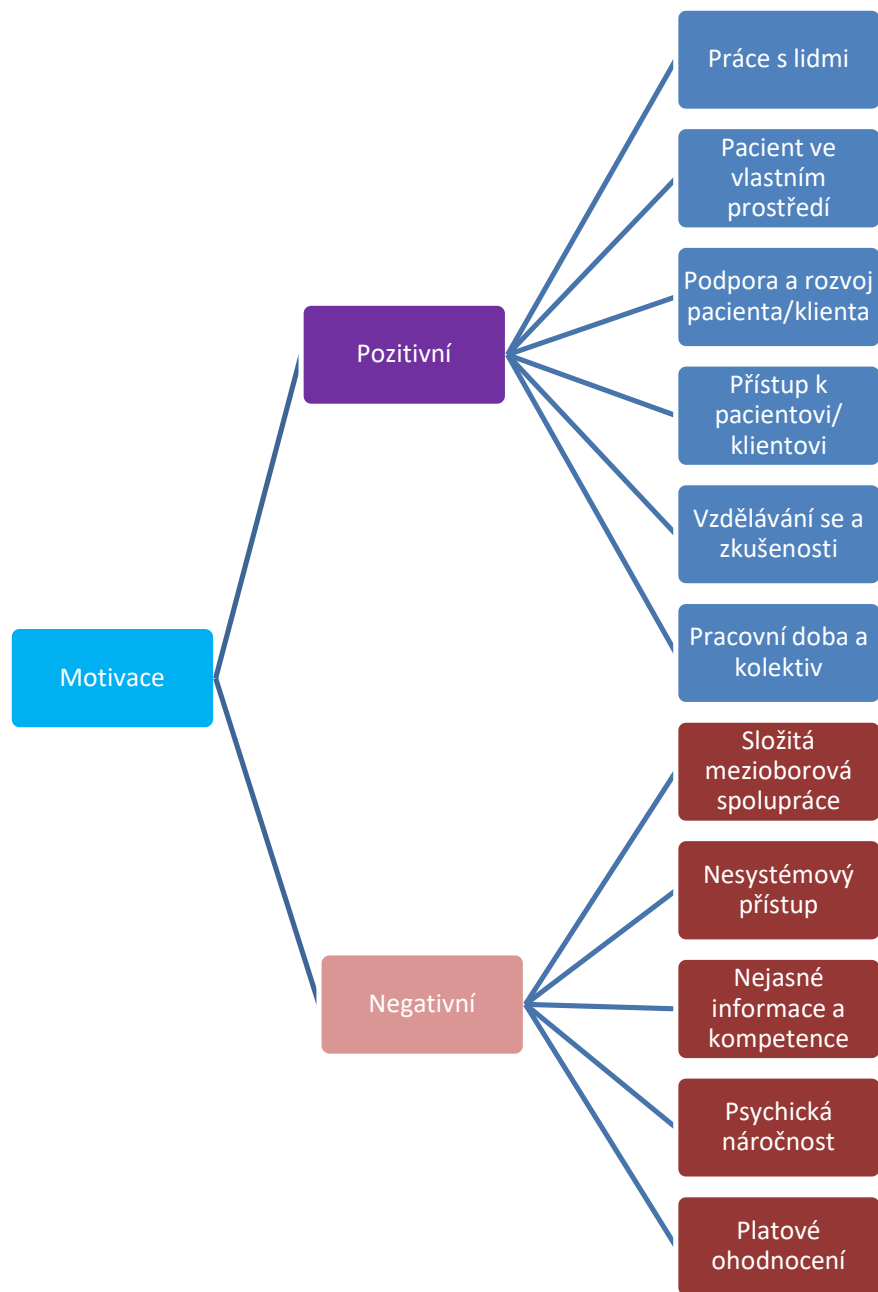 Práce s lidmi
Pacient ve
vlastním
prostředí
Podpora a rozvoj
pacienta/klienta
Pozitivní
Přístup k
pacientovi/
klientovi
Vzdělávání se a
zkušenosti
Pracovní doba a
kolektiv
Motivace
Složitá
mezioborová
spolupráce
Nesystémový
přístup
Negativní
Nejasné
informace a
kompetence
Psychická
náročnost
Platové
ohodnocení